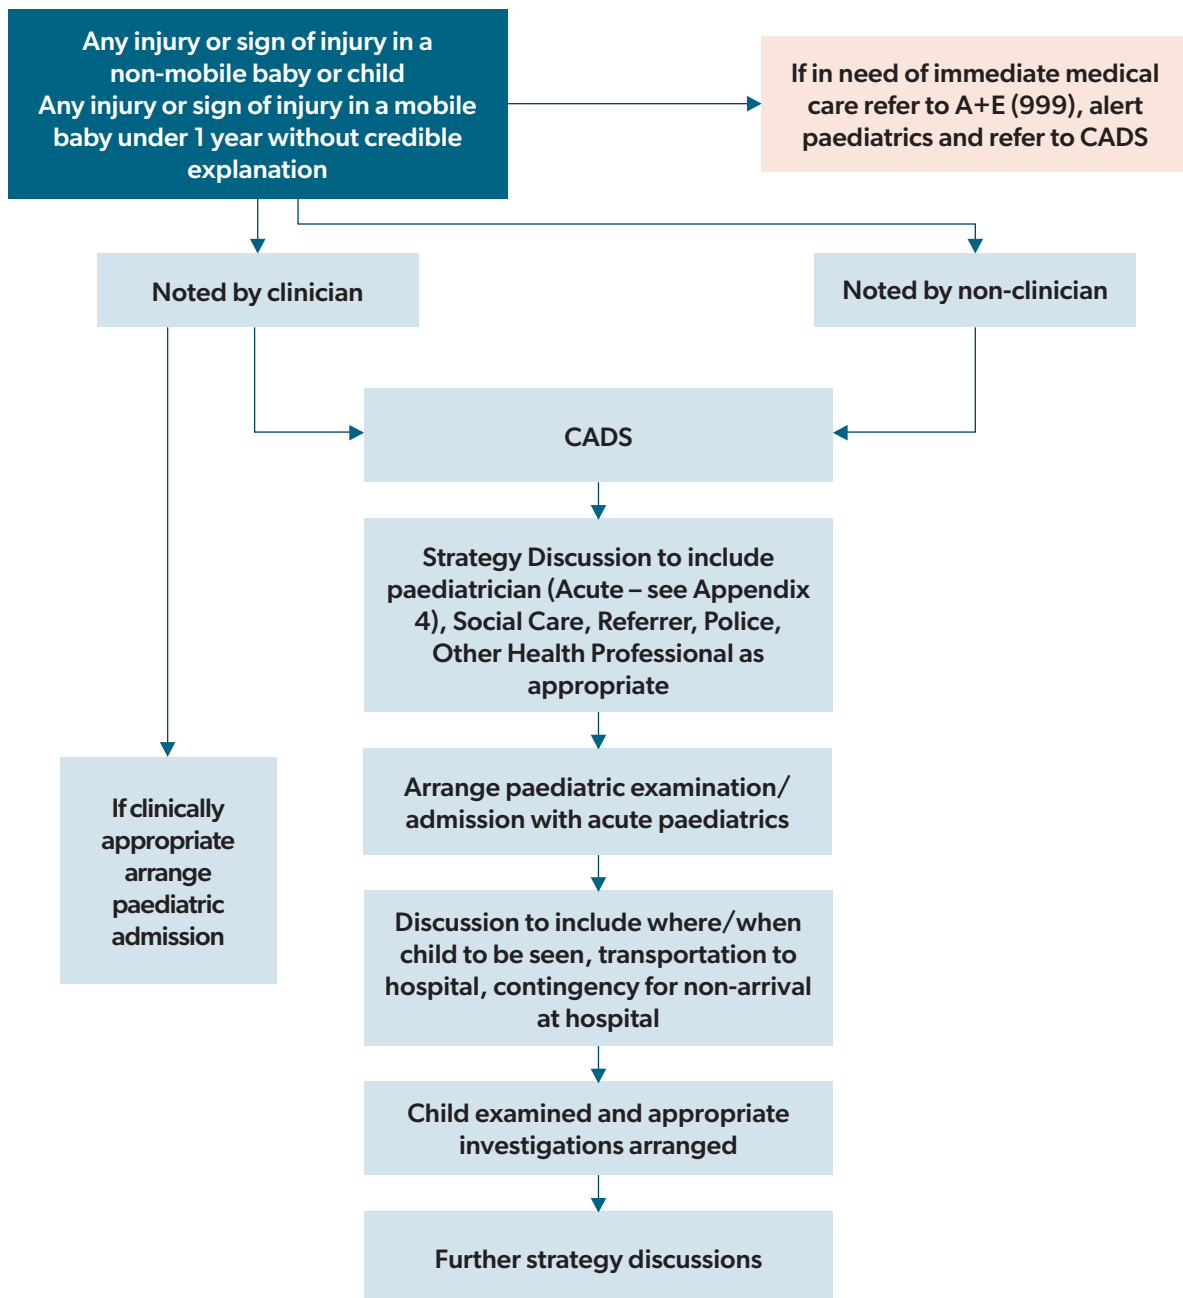 Any injury or sign of injury in a
non-mobile baby or child
Any injury or sign of injury in a mobile
baby under 1 year without credible
explanation
If in need of immediate medical
care refer to A+E (999), alert
paediatrics and refer to CADS
Noted by clinician
Noted by non-clinician
CADS
Strategy Discussion to include
paediatrician (Acute – see Appendix
4), Social Care, Referrer, Police,
Other Health Professional as
appropriate
Arrange paediatric examination/
admission with acute paediatrics
If clinically
appropriate
arrange
paediatric
admission
Discussion to include where/when
child to be seen, transportation to
hospital, contingency for non-arrival
at hospital
Child examined and appropriate
investigations arranged
Further strategy discussions